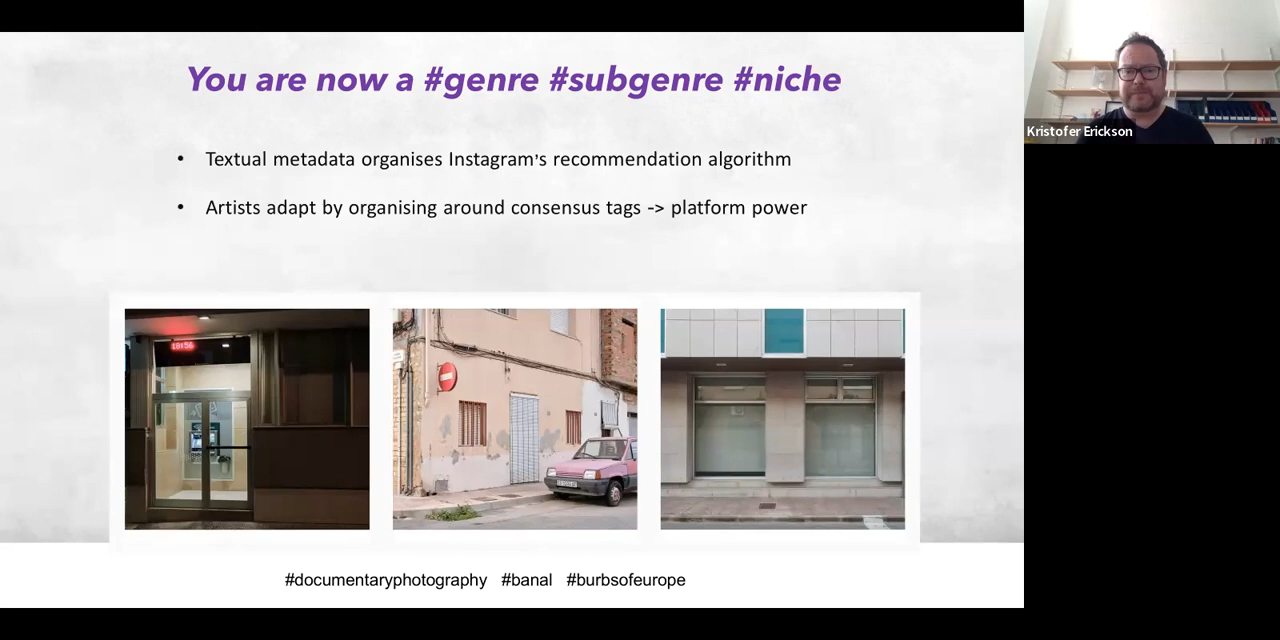 You are now a #genre #subgenre #niche
• Textual metadata organises Instagram's recommendation algorithm
• Artists adapt by organising around consensus tags -> platform power
#documentaryphotography #banal #burbsofeurope
Kristofer Erickson